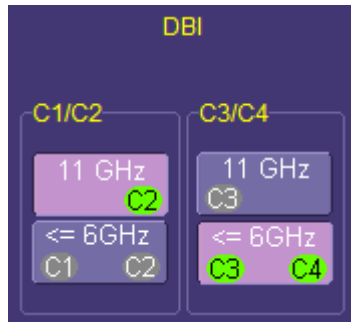 DBI
C1/C2 C3/C4
11 GHz 11 GHz
C2 C3
<= 6GHz <= 6GHz
C1 C2 C3 C4